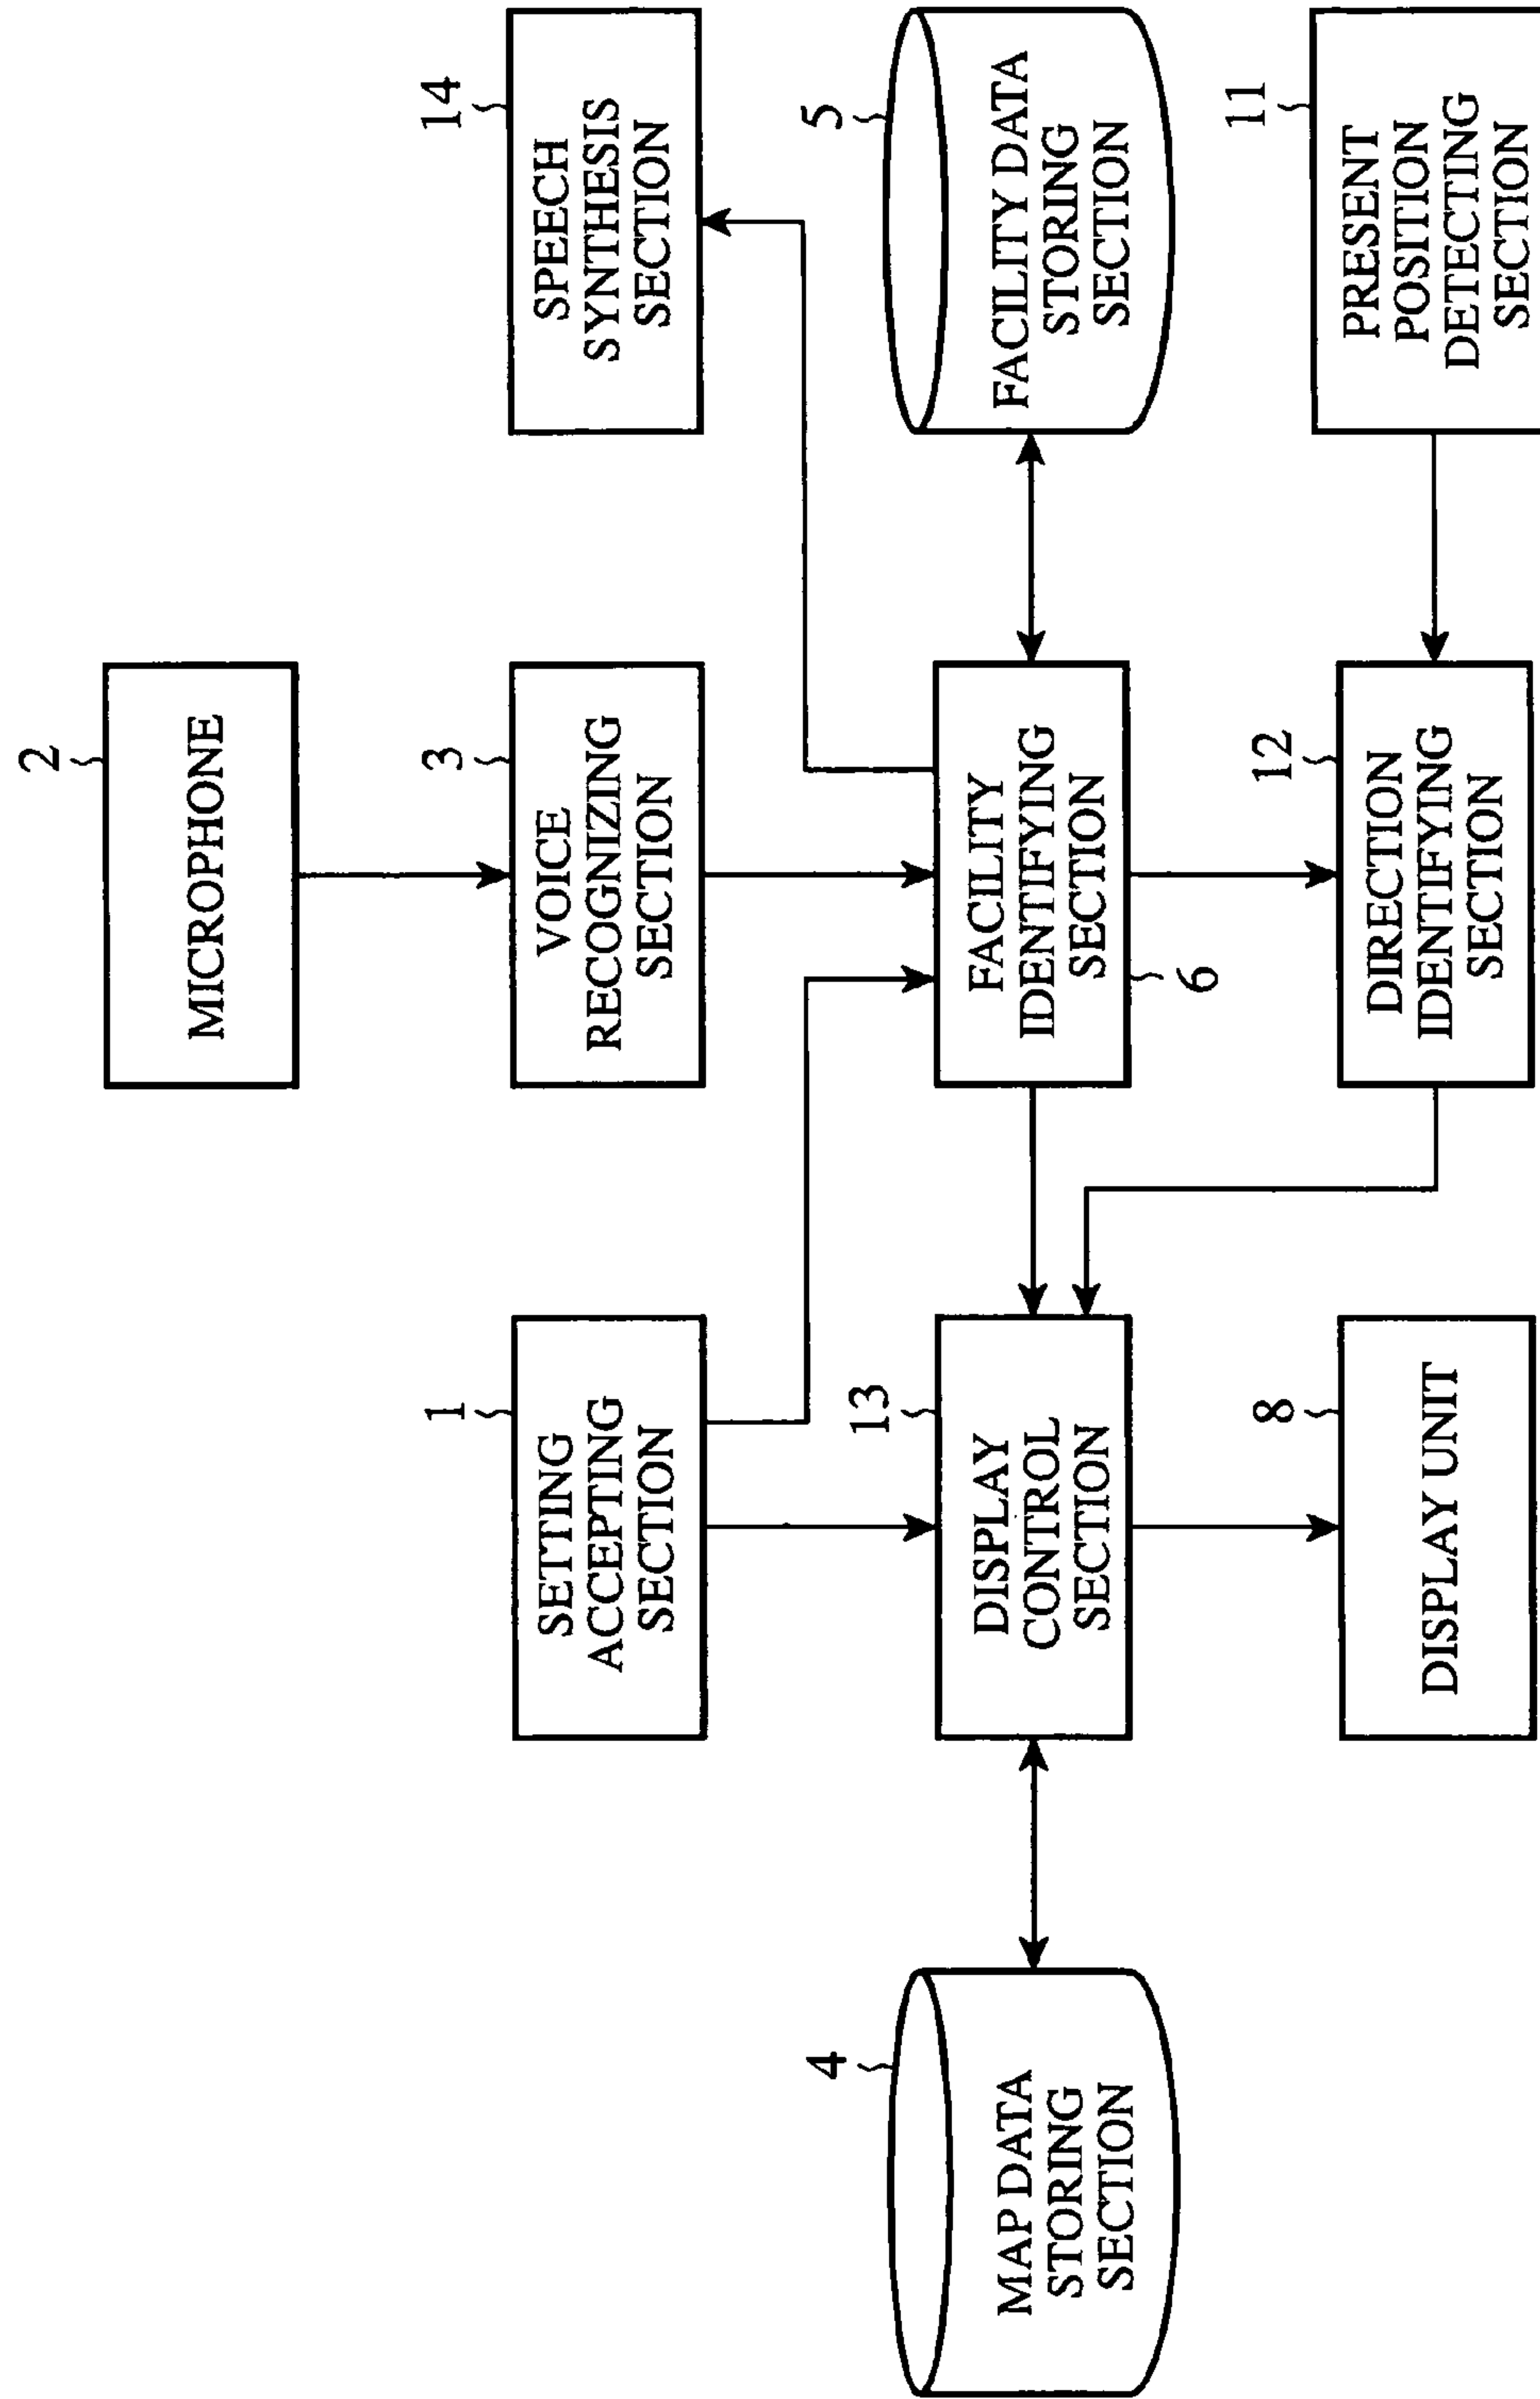 2
MICROPHONE
1
SETTING
ACCEPTING
SECTION
3
VOICE
RECOGNIZING
SECTION
14
SPEECH
SYNTHESIS
SECTION
4
MAP DATA
STORING
SECTION
13
DISPLAY
CONTROL
SECTION
FACILITY
IDENTIFYING
SECTION
6
5
FACILITY DATA
STORING
SECTION
8
DISPLAY UNIT
12
DIRECTION
IDENTIFYING
SECTION
11
PRESENT
POSITION
DETECTING
SECTION